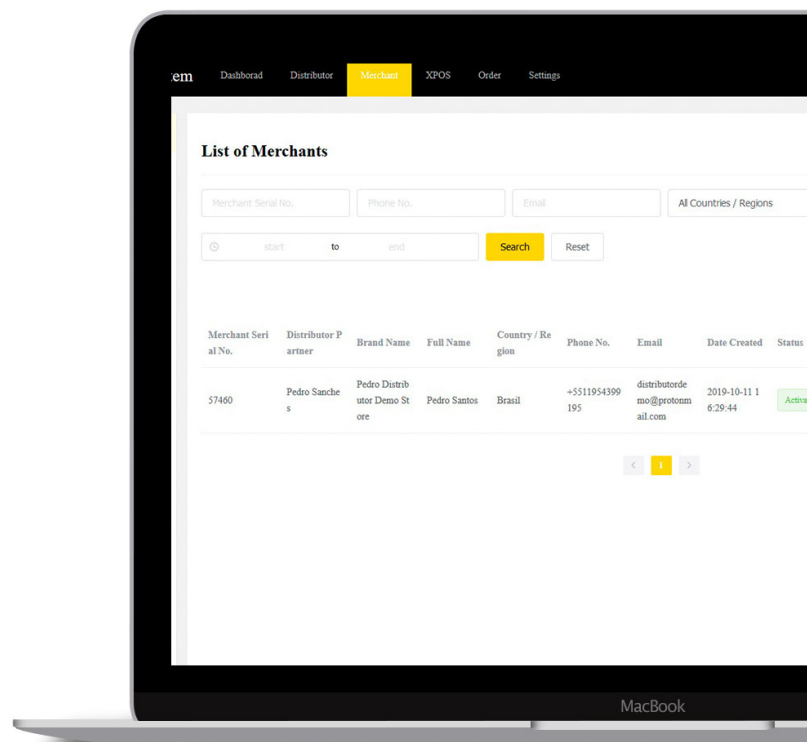 Dashborad Distributor Merchant XPOS Order Settings
List of Merchants
Merchant Serial No. Phone No. Email All Countries / Regions
start to end Search Reset
Merchant Seri Distributor P Brand Name Full Name Country / Re Phone No. Email Date Created Status
al No. artner gion
57460 Pedro Sanche Pedro Distrib Pedro Santos Brasil +5511954399 distributorde 2019-10-11 1 Activa
s utor Demo St 195 mo@protonm 6:29:44
ore ail.com
< 1 >
MacBook